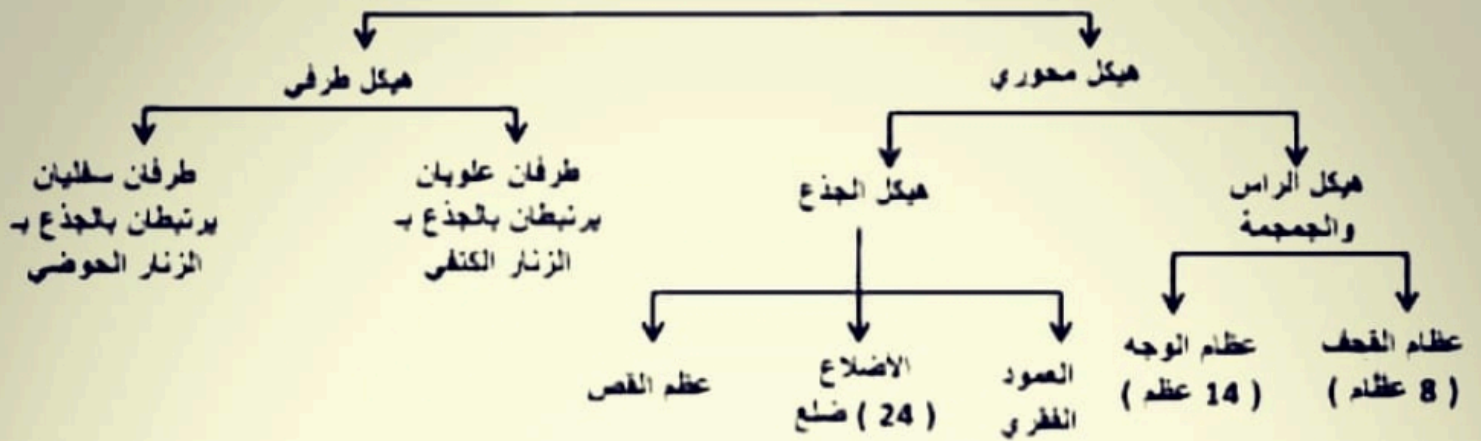 هيكل محوري
هيكل طرفي
هيكل الراس
والجمجمة
هيكل الجذع
طرفان علويان
يرتبطان بالجذع بـ
الزنار الكتفي
طرفان سفليان
يرتبطان بالجذع بـ
الزنار الحوضي
عظام القحف
( 8 عظام )
عظام الوجه
( 14 عظم )
العمود
الفقري
الاضلاع
( 24 ) ضلع
عظم القص